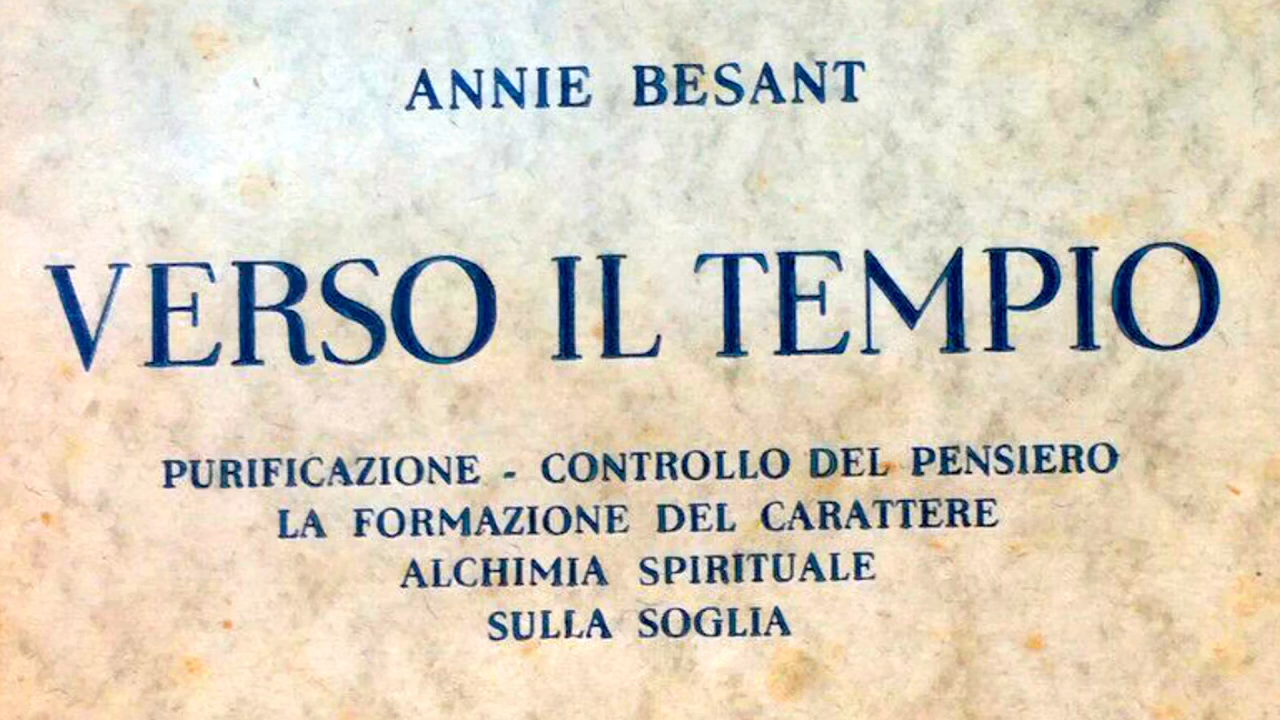 ANNIE BESANT
VERSO IL TEMPIO
PURIFICAZIONE - CONTROLLO DEL PENSIERO
LA FORMAZIONE DEL CARATTERE
ALCHIMIA SPIRITUALE
SULLA SOGLIA